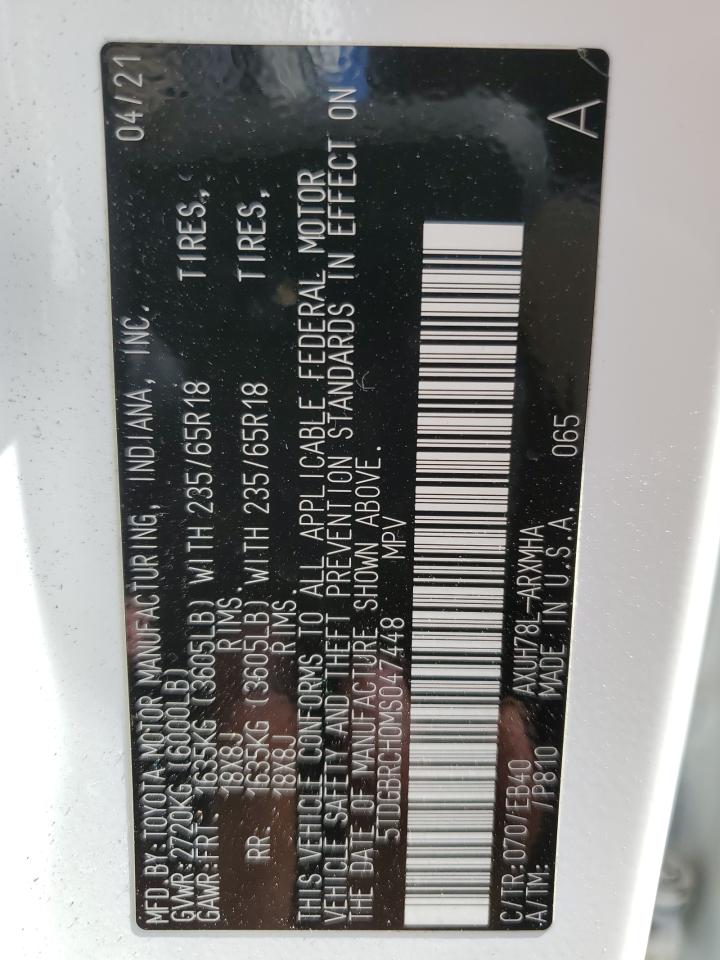 MFD.BY:TOYOTA MOTOR MANUFACTURING, INDIANA, INC. 04/21
GVWR:2720KG (6000LB)
GAWR:FRT. 1635KG (3605LB) WITH 235/65R18 TIRES,
18X8J RIMS.
RR. 1635KG (3605LB) WITH 235/65R18 TIRES,
18X8J RIMS
THIS VEHICLE CONFORMS TO ALL APPLICABLE FEDERAL MOTOR
VEHICLE SAFETY AND THEFT PREVENTION STANDARDS IN EFFECT ON
THE DATE OF MANUFACTURE SHOWN ABOVE.
5TDGBRCH0MS047448 MPV
C/TR:070/EB40 AXUH78L-ARXMHA
A/TM: /P810 MADE IN U.S.A. 065 A